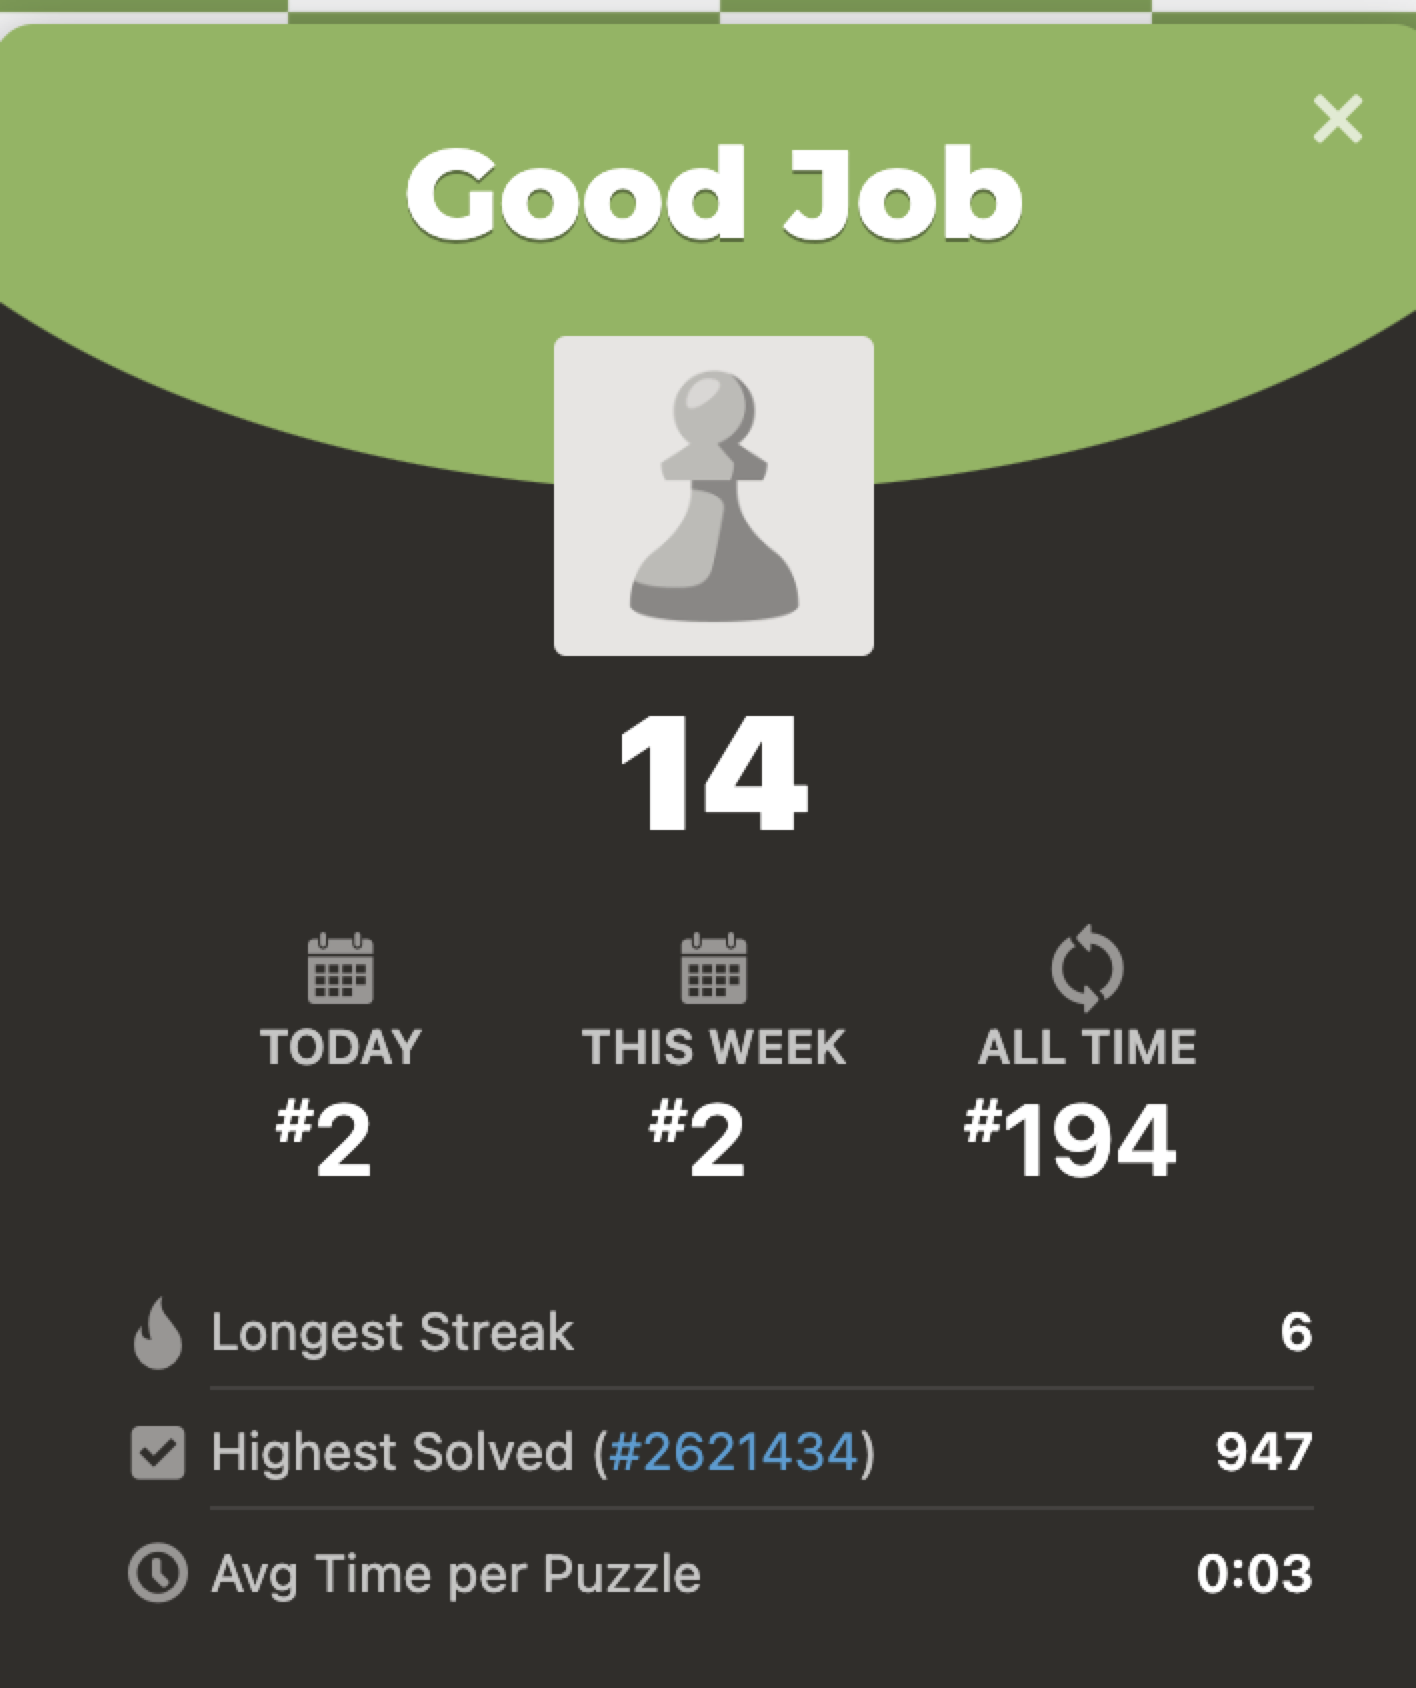 Good Job
14
TODAY THIS WEEK ALL TIME
#2 #2 #194
Longest Streak 6
Highest Solved (#2621434) 947
Avg Time per Puzzle 0:03